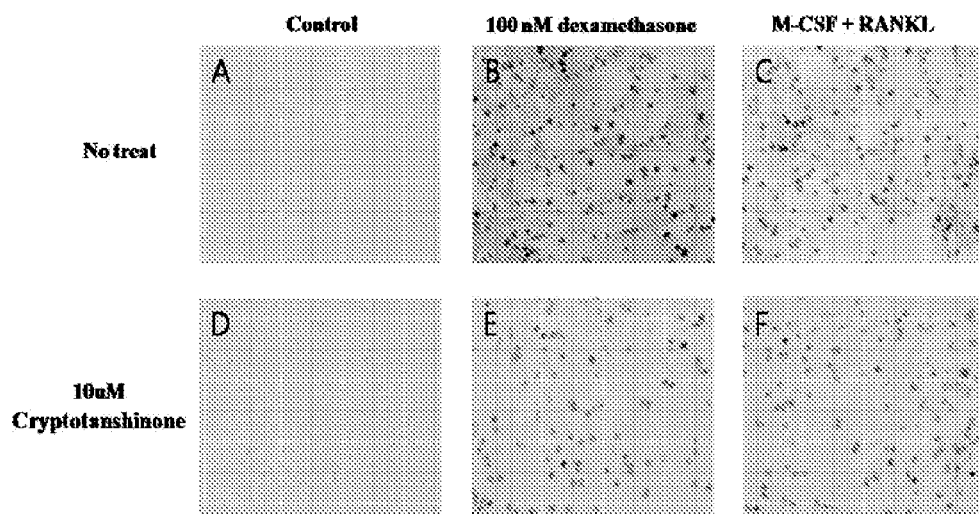 Control 100 nM dexamethasone M-CSF + RANKL
No treat
A B C
10uM
Cryptotanshinone
D E F